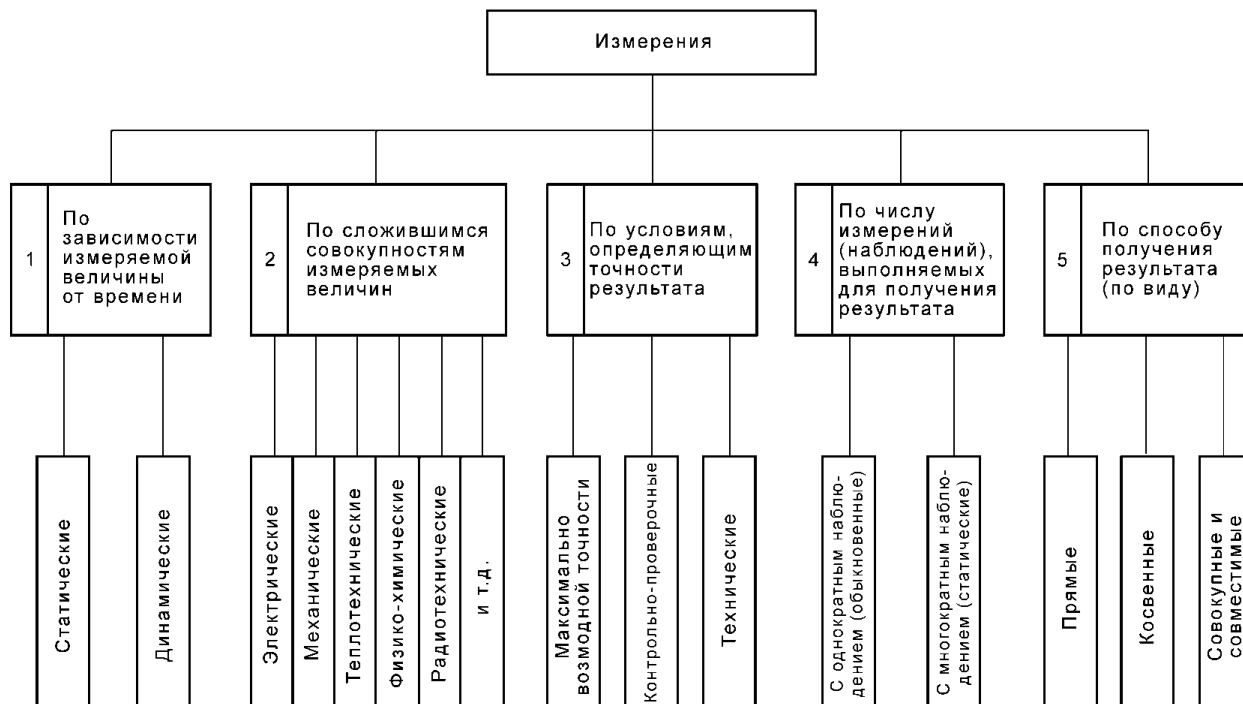 Измерения
1
По
зависимости
измеряемой
величины
от времени
2
По сложившимся
совокупностям
измеряемых
величин
3
По условиям,
определяющим
точности
результата
4
По числу
измерений
(наблюдений),
выполняемых
для получения
результата
5
По способу
получения
результата
(по виду)
Статические
Динамические
Электрические
Механические
Теплотехнические
Физико-химические
Радиотехнические
и т.д.
Максимально
возмодной точности
Контрольно-проверочные
Технические
С однократным наблю-
дением (обыкновенные)
С многократным наблю-
дением (статические)
Прямые
Косвенные
Совокупные и
совместимые